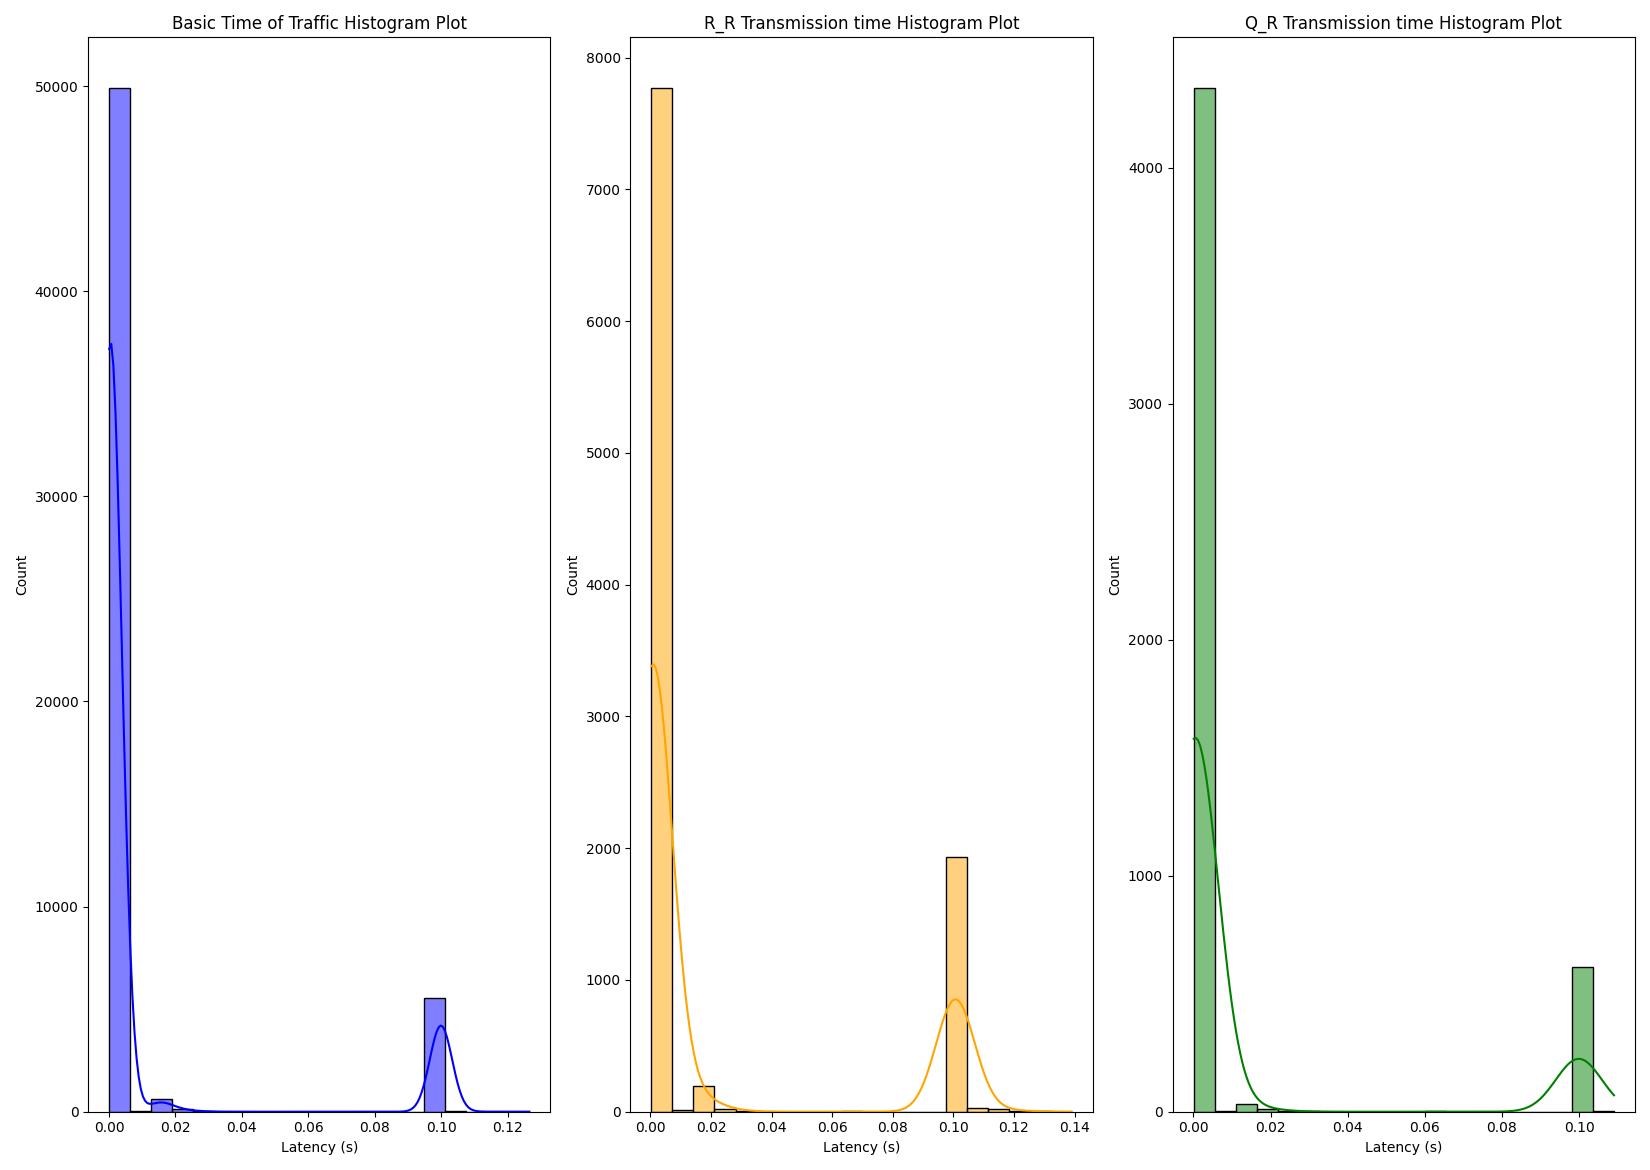 Basic Time of Traffic Histogram Plot
R_R Transmission time Histogram Plot
Q_R Transmission time Histogram Plot
Count
50000
40000
30000
20000
10000
0
0.00 0.02 0.04 0.06 0.08 0.10 0.12
Latency (s)
Count
8000
7000
6000
5000
4000
3000
2000
1000
0
0.00 0.02 0.04 0.06 0.08 0.10 0.12 0.14
Latency (s)
Count
4000
3000
2000
1000
0
0.00 0.02 0.04 0.06 0.08 0.10
Latency (s)